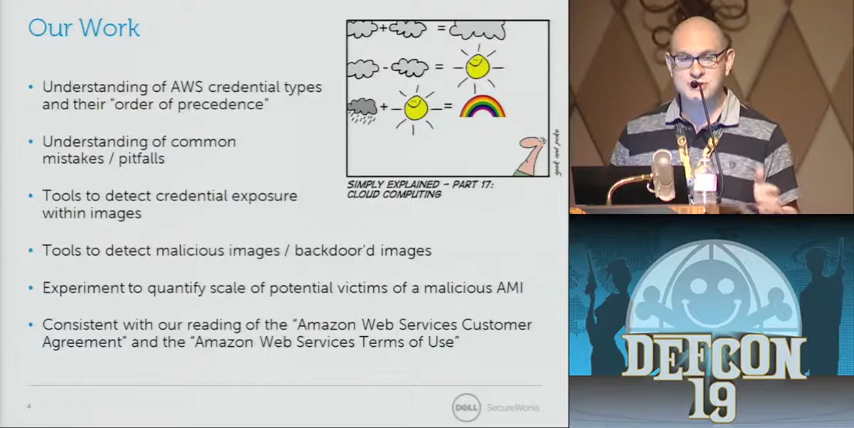 Our Work
• Understanding of AWS credential types
and their "order of precedence"
• Understanding of common
mistakes / pitfalls
• Tools to detect credential exposure
within images
• Tools to detect malicious images / backdoor'd images
• Experiment to quantify scale of potential victims of a malicious AMI
• Consistent with our reading of the "Amazon Web Services Customer
Agreement" and the "Amazon Web Services Terms of Use"
+ =
- =
+ =
geek and poke
SIMPLY EXPLAINED - PART 17:
CLOUD COMPUTING
4
DELL SecureWorks
DEFCON
19